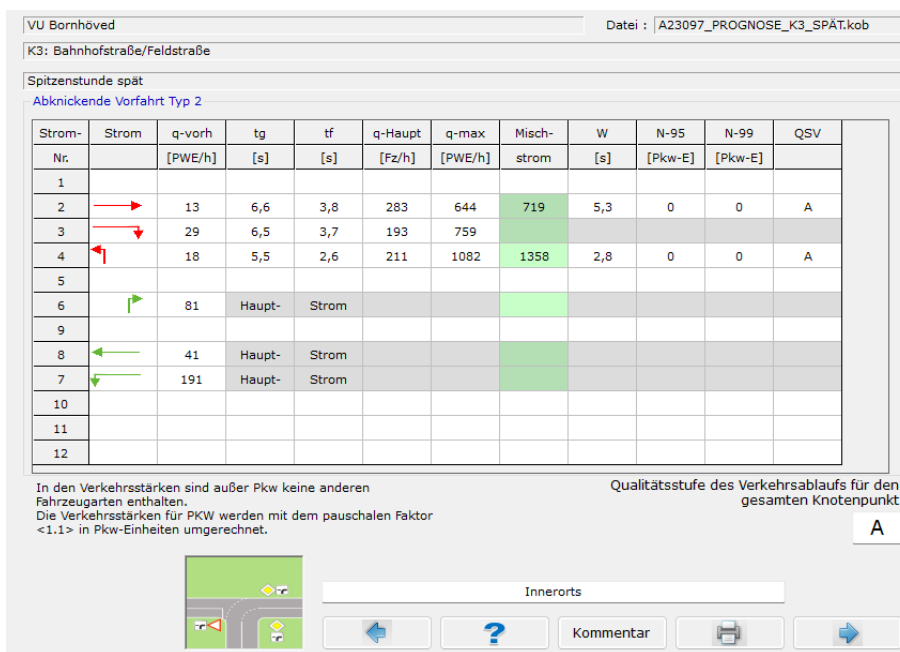 VU Bornhöved Datei : A23097_PROGNOSE_K3_SPÄT.kob
K3: Bahnhofstraße/Feldstraße
Spitzenstunde spät
Abknickende Vorfahrt Typ 2
Strom- Strom q-vorh tg tf q-Haupt q-max Misch- W N-95 N-99 QSV
Nr. [PWE/h] [s] [s] [Fz/h] [PWE/h] strom [s] [Pkw-E] [Pkw-E]
1
2 13 6,6 3,8 283 644 719 5,3 0 0 A
3 29 6,5 3,7 193 759
4 18 5,5 2,6 211 1082 1358 2,8 0 0 A
5
6 81 Haupt- Strom
9
8 41 Haupt- Strom
7 191 Haupt- Strom
10
11
12
In den Verkehrsstärken sind außer Pkw keine anderen
Fahrzeugarten enthalten.
Die Verkehrsstärken für PKW werden mit dem pauschalen Faktor
<1.1> in Pkw-Einheiten umgerechnet.
Qualitätsstufe des Verkehrsablaufs für den
gesamten Knotenpunkt
A
Innerorts
? Kommentar